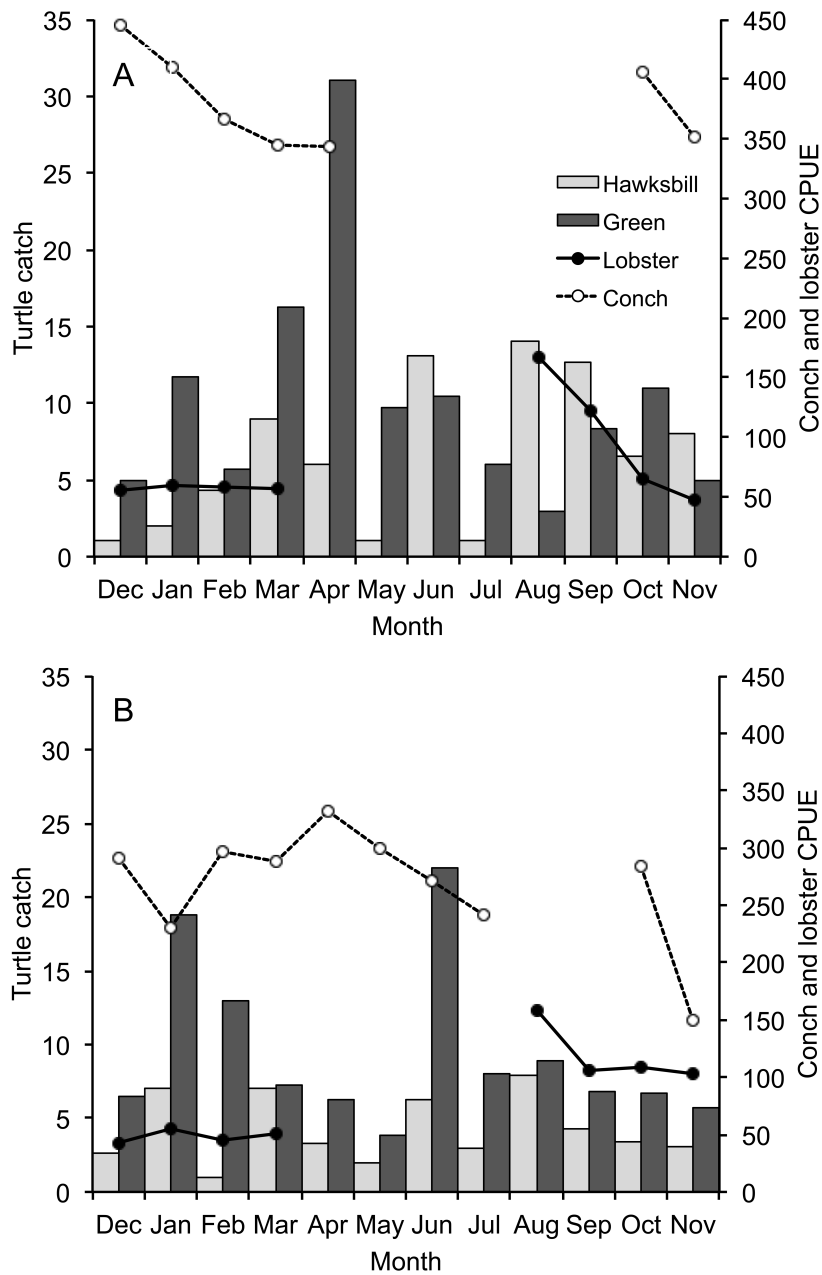 35 450
A
30 400
25 350
20 300
15 250
10 200
5 150
0 100
50
0
Turtle catch
Conch and lobster CPUE
Hawksbill
Green
Lobster
Conch
Dec Jan Feb Mar Apr May Jun Jul Aug Sep Oct Nov
Month
35 450
B
30 400
25 350
20 300
15 250
10 200
5 150
0 100
50
0
Turtle catch
Conch and lobster CPUE
Dec Jan Feb Mar Apr May Jun Jul Aug Sep Oct Nov
Month